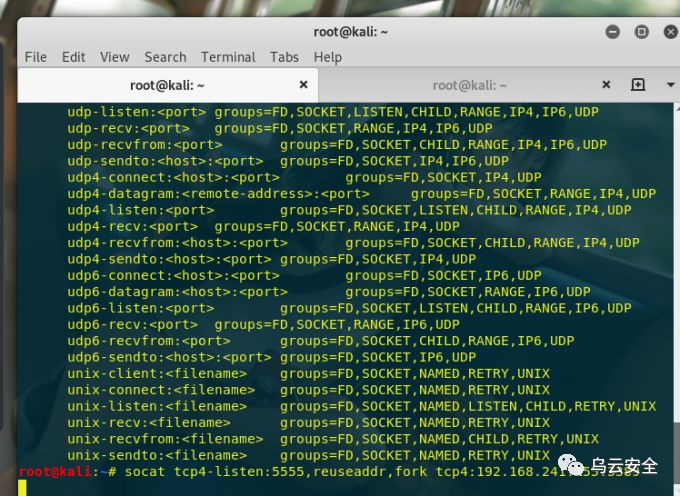 root@kali: ~
File Edit View Search Terminal Tabs Help
root@kali: ~ root@kali: ~
udp-listen:<port> groups=FD,SOCKET,LISTEN,CHILD,RANGE,IP4,IP6,UDP
udp-recv:<port> groups=FD,SOCKET,RANGE,IP4,IP6,UDP
udp-recvfrom:<port> groups=FD,SOCKET,CHILD,RANGE,IP4,IP6,UDP
udp-sendto:<host>:<port> groups=FD,SOCKET,IP4,IP6,UDP
udp4-connect:<host>:<port> groups=FD,SOCKET,IP4,UDP
udp4-datagram:<remote-address>:<port> groups=FD,SOCKET,RANGE,IP4,UDP
udp4-listen:<port> groups=FD,SOCKET,LISTEN,CHILD,RANGE,IP4,UDP
udp4-recv:<port> groups=FD,SOCKET,RANGE,IP4,UDP
udp4-recvfrom:<host>:<port> groups=FD,SOCKET,CHILD,RANGE,IP4,UDP
udp4-sendto:<host>:<port> groups=FD,SOCKET,IP4,UDP
udp6-connect:<host>:<port> groups=FD,SOCKET,IP6,UDP
udp6-datagram:<host>:<port> groups=FD,SOCKET,RANGE,IP6,UDP
udp6-listen:<port> groups=FD,SOCKET,LISTEN,CHILD,RANGE,IP6,UDP
udp6-recv:<port> groups=FD,SOCKET,RANGE,IP6,UDP
udp6-recvfrom:<port> groups=FD,SOCKET,CHILD,RANGE,IP6,UDP
udp6-sendto:<host>:<port> groups=FD,SOCKET,IP6,UDP
unix-client:<filename> groups=FD,SOCKET,NAMED,RETRY,UNIX
unix-connect:<filename> groups=FD,SOCKET,NAMED,RETRY,UNIX
unix-listen:<filename> groups=FD,SOCKET,NAMED,LISTEN,CHILD,RETRY,UNIX
unix-recv:<filename> groups=FD,SOCKET,NAMED,RETRY,UNIX
unix-recvfrom:<filename> groups=FD,SOCKET,NAMED,CHILD,RETRY,UNIX
unix-sendto:<filename> groups=FD,SOCKET,NAMED,RETRY,UNIX
root@kali:~# socat tcp4-listen:5555,reuseaddr,fork
乌云安全